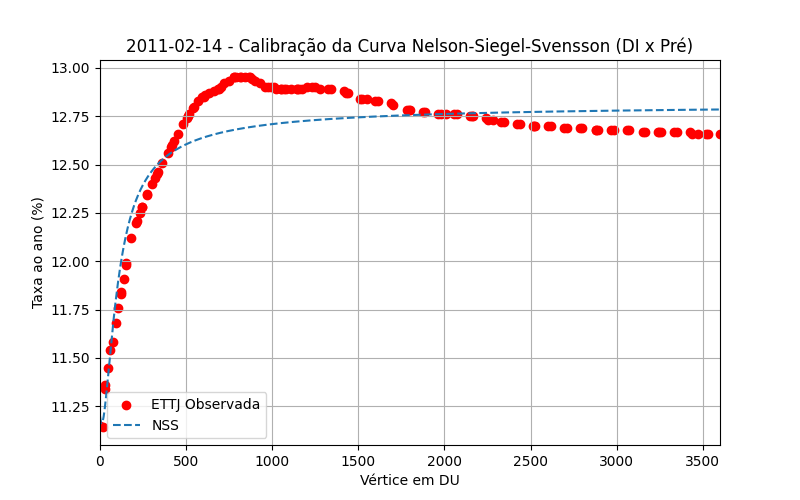 2011-02-14 - Calibração da Curva Nelson-Siegel-Svensson (DI x Pré)
13.00
12.75
12.50
12.25
12.00
11.75
11.50
11.25
Taxa ao ano (%)
ETTJ Observada
NSS
0 500 1000 1500 2000 2500 3000 3500
Vértice em DU